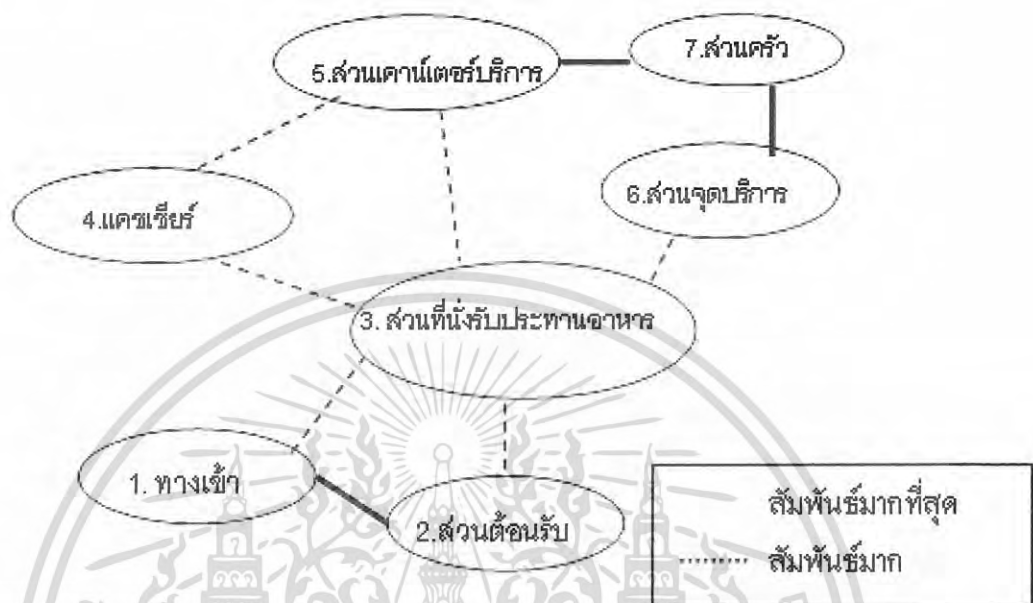 7.ส่วนครัว
5.ส่วนเคาน์เตอร์บริการ
6.ส่วนจุดบริการ
4.แคชเชียร์
3. ส่วนที่นั่งรับประทานอาหาร
1. ทางเข้า
2.ส่วนต้อนรับ
สัมพันธ์มากที่สุด
สัมพันธ์มาก